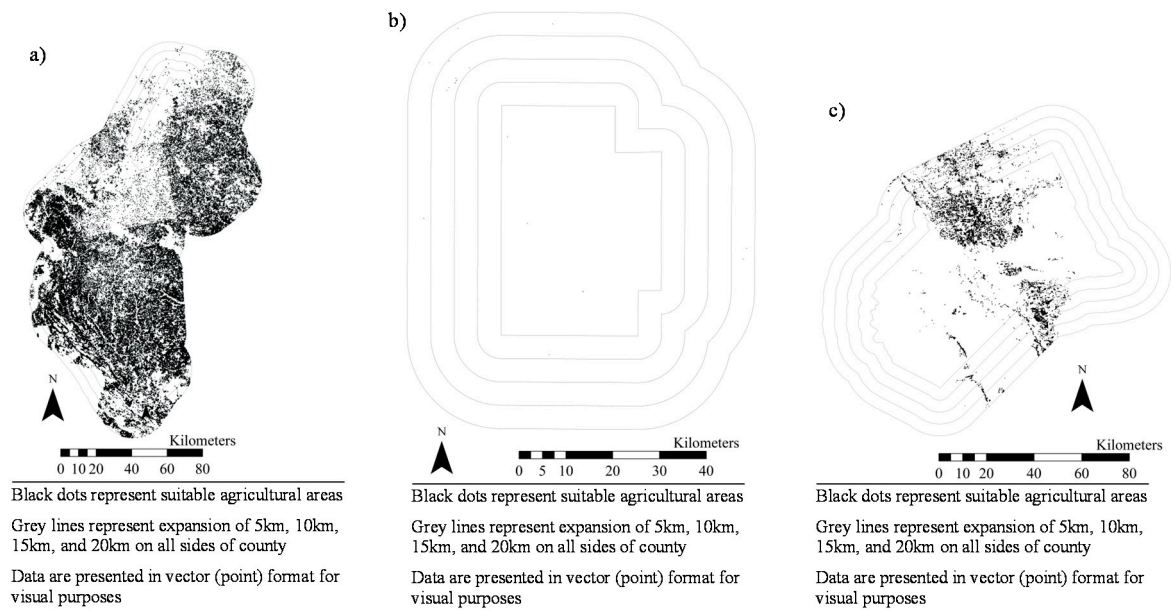 a)
N
Kilometers
0 10 20 40 60 80
Black dots represent suitable agricultural areas
Grey lines represent expansion of 5km, 10km,
15km, and 20km on all sides of county
Data are presented in vector (point) format for
visual purposes
b)
N
Kilometers
0 5 10 20 30 40
Black dots represent suitable agricultural areas
Grey lines represent expansion of 5km, 10km,
15km, and 20km on all sides of county
Data are presented in vector (point) format for
visual purposes
c)
N
Kilometers
0 10 20 40 60 80
Black dots represent suitable agricultural areas
Grey lines represent expansion of 5km, 10km,
15km, and 20km on all sides of county
Data are presented in vector (point) format for
visual purposes